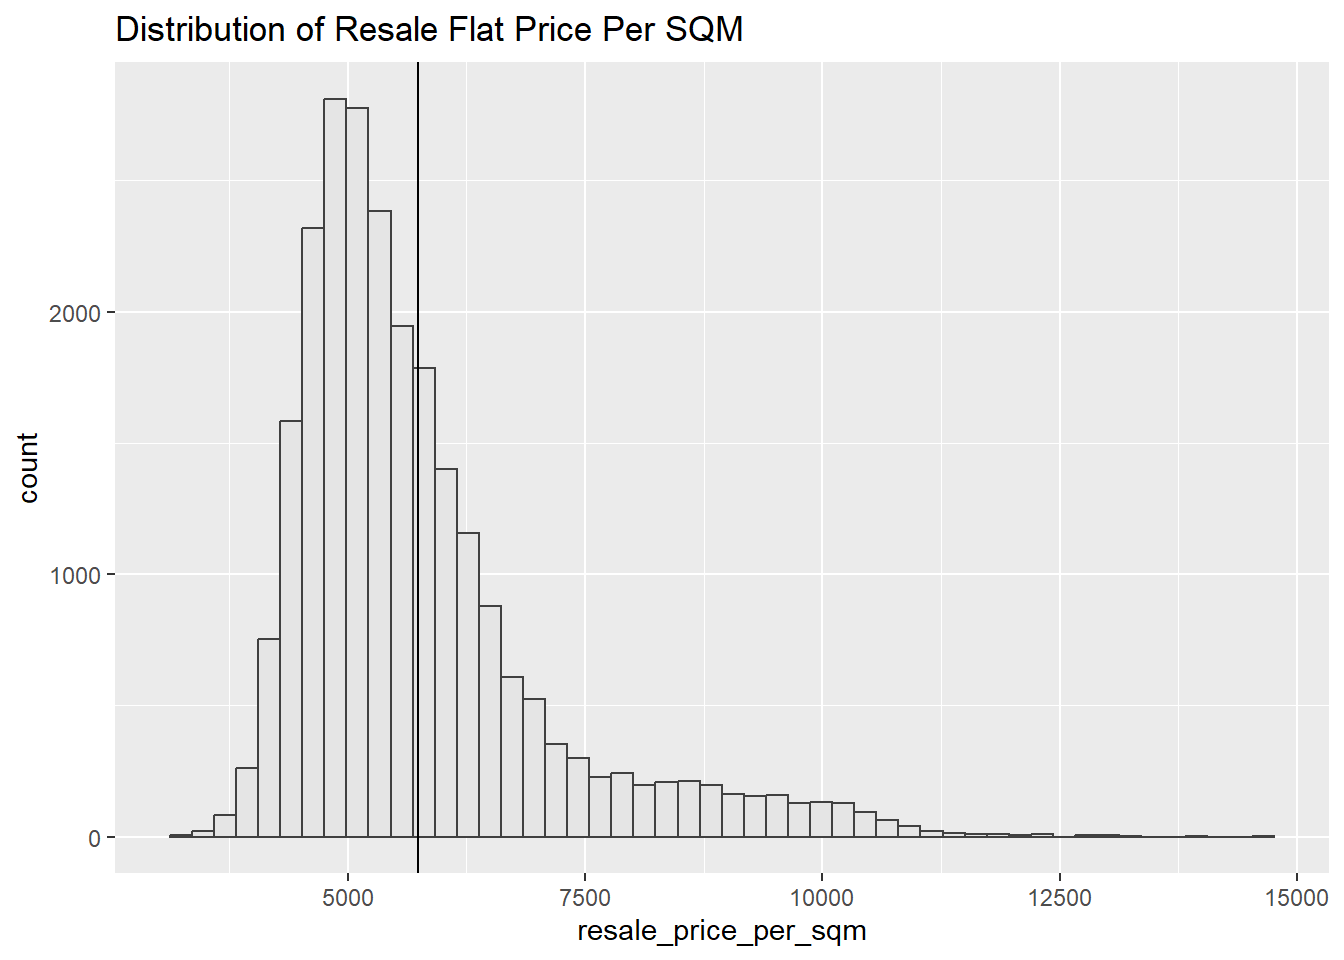 Distribution of Resale Flat Price Per SQM
count
2000
1000
0
5000 7500 10000 12500 15000
resale_price_per_sqm